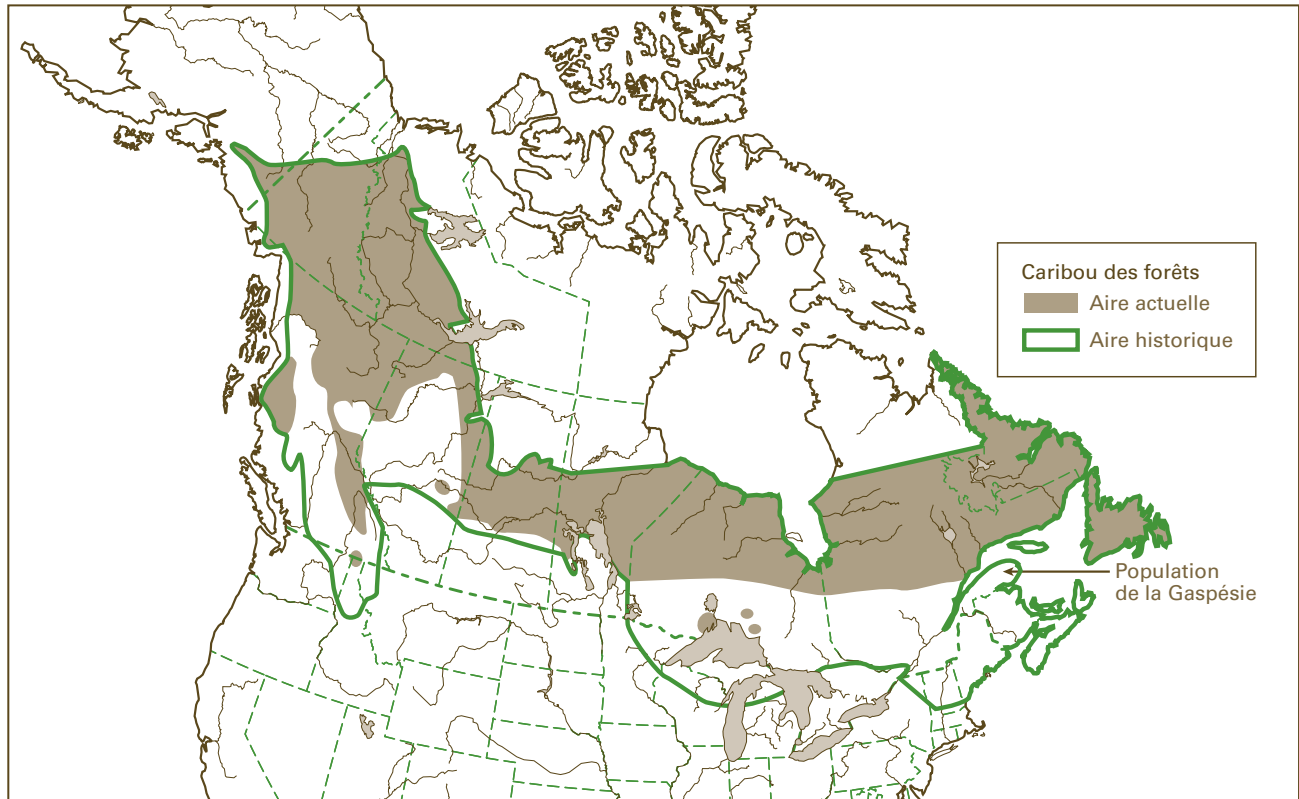 Caribou des forêts
Aire actuelle
Aire historique
Population
de la Gaspésie